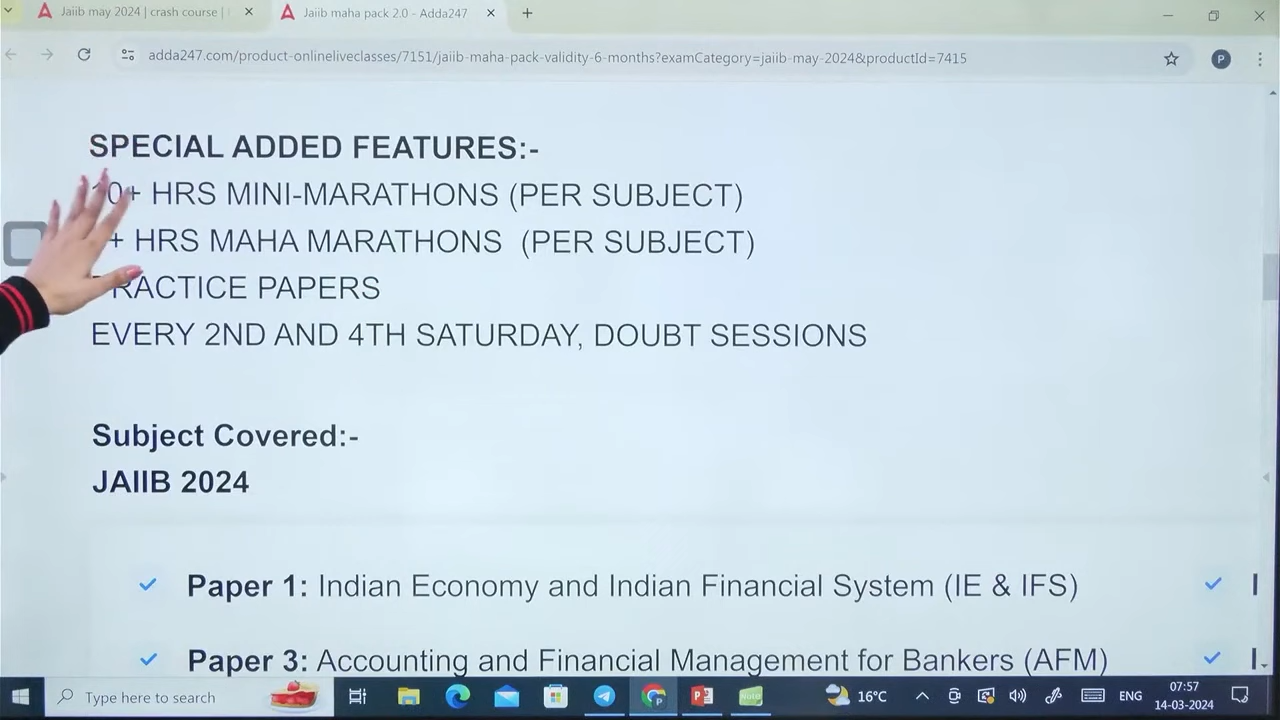 Jaiib may 2024 | crash course |
Jaiib maha pack 2.0 - Adda247
adda247.com/product-onlineliveclasses/7151/jaiib-maha-pack-validity-6-months?examCategory=jaiib-may-2024&productId=7415
P
SPECIAL ADDED FEATURES:-
10+ HRS MINI-MARATHONS (PER SUBJECT)
+ HRS MAHA MARATHONS (PER SUBJECT)
PRACTICE PAPERS
EVERY 2ND AND 4TH SATURDAY, DOUBT SESSIONS
Subject Covered:-
JAIIB 2024
Paper 1: Indian Economy and Indian Financial System (IE & IFS)
Paper 3: Accounting and Financial Management for Bankers (AFM)
Type here to search
16°C
ENG
07:57
14-03-2024